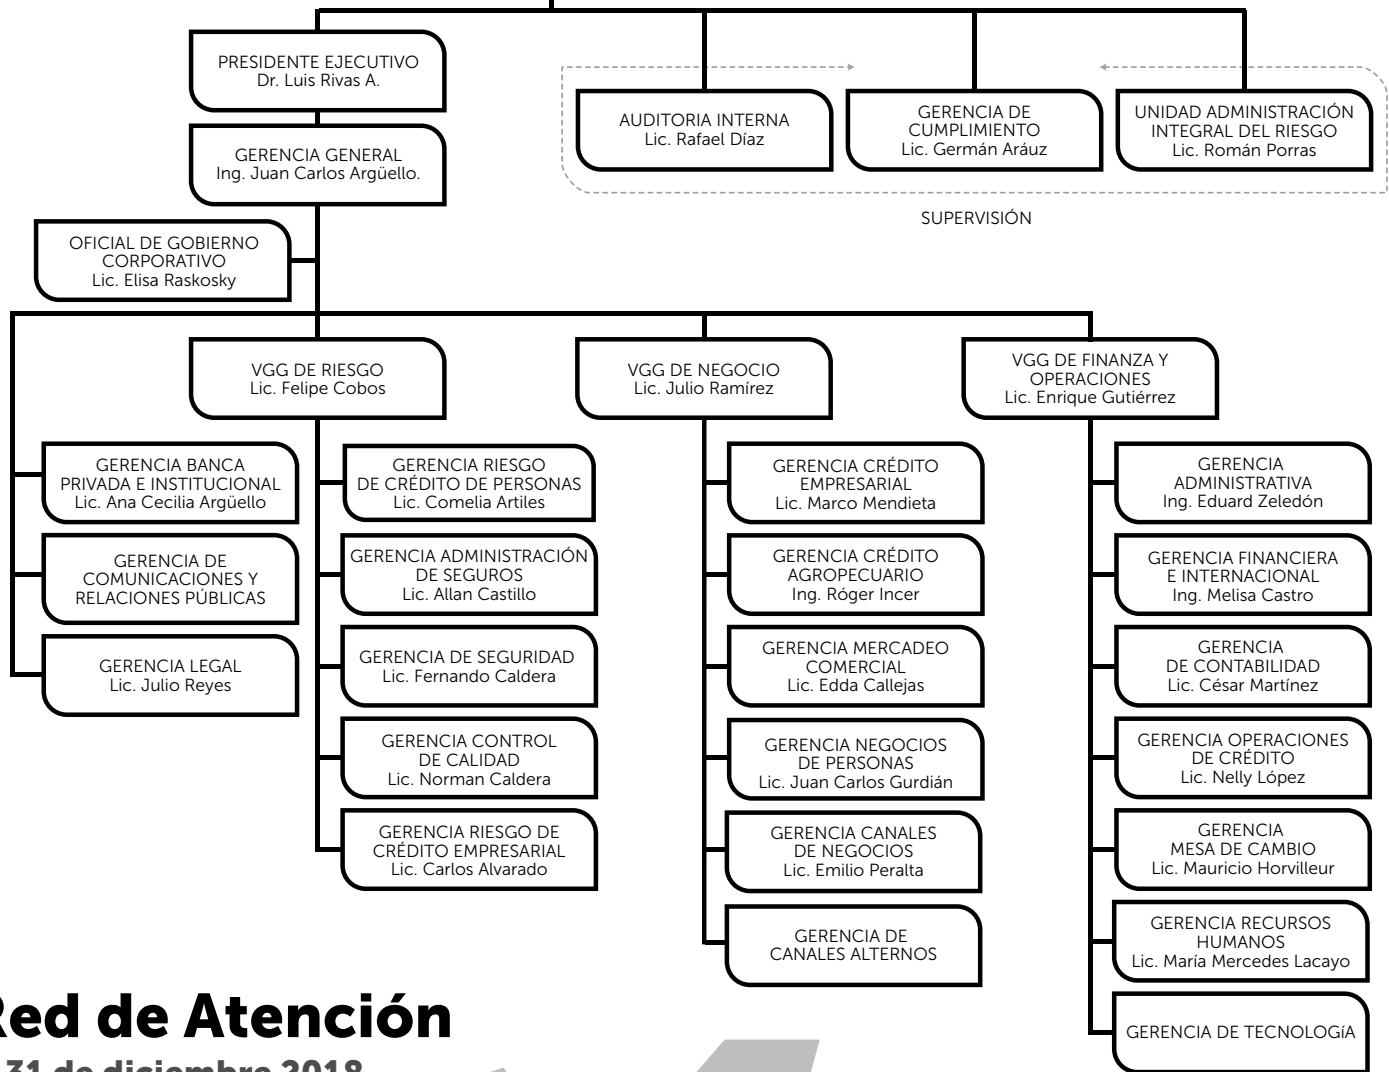 PRESIDENTE EJECUTIVO
Dr. Luis Rivas A.
AUDITORIA INTERNA
Lic. Rafael Díaz
GERENCIA DE
CUMPLIMIENTO
Lic. Germán Aráuz
UNIDAD ADMINISTRACIÓN
INTEGRAL DEL RIESGO
Lic. Román Porras
GERENCIA GENERAL
Ing. Juan Carlos Argüello.
SUPERVISIÓN
OFICIAL DE GOBIERNO
CORPORATIVO
Lic. Elisa Raskosky
VGG DE RIESGO
Lic. Felipe Cobos
VGG DE NEGOCIO
Lic. Julio Ramírez
VGG DE FINANZA Y
OPERACIONES
Lic. Enrique Gutiérrez
GERENCIA BANCA
PRIVADA E INSTITUCIONAL
Lic. Ana Cecilia Argüello
GERENCIA DE
COMUNICACIONES Y
RELACIONES PÚBLICAS
GERENCIA LEGAL
Lic. Julio Reyes
GERENCIA RIESGO
DE CRÉDITO DE PERSONAS
Lic. Comelia Artiles
GERENCIA ADMINISTRACIÓN
DE SEGUROS
Lic. Allan Castillo
GERENCIA DE SEGURIDAD
Lic. Fernando Caldera
GERENCIA CONTROL
DE CALIDAD
Lic. Norman Caldera
GERENCIA RIESGO DE
CRÉDITO EMPRESARIAL
Lic. Carlos Alvarado
GERENCIA CRÉDITO
EMPRESARIAL
Lic. Marco Mendieta
GERENCIA CRÉDITO
AGROPECUARIO
Ing. Róger Incer
GERENCIA MERCADEO
COMERCIAL
Lic. Edda Callejas
GERENCIA NEGOCIOS
DE PERSONAS
Lic. Juan Carlos Gurdián
GERENCIA CANALES
DE NEGOCIOS
Lic. Emilio Peralta
GERENCIA DE
CANALES ALTERNOS
GERENCIA
ADMINISTRATIVA
Ing. Eduard Zeledón
GERENCIA FINANCIERA
E INTERNACIONAL
Ing. Melisa Castro
GERENCIA
DE CONTABILIDAD
Lic. César Martínez
GERENCIA OPERACIONES
DE CRÉDITO
Lic. Nelly López
GERENCIA
MESA DE CAMBIO
Lic. Mauricio Horvilleur
GERENCIA RECURSOS
HUMANOS
Lic. María Mercedes Lacayo
GERENCIA DE TECNOLOGíA
Red de Atención
31 de diciembre 2018